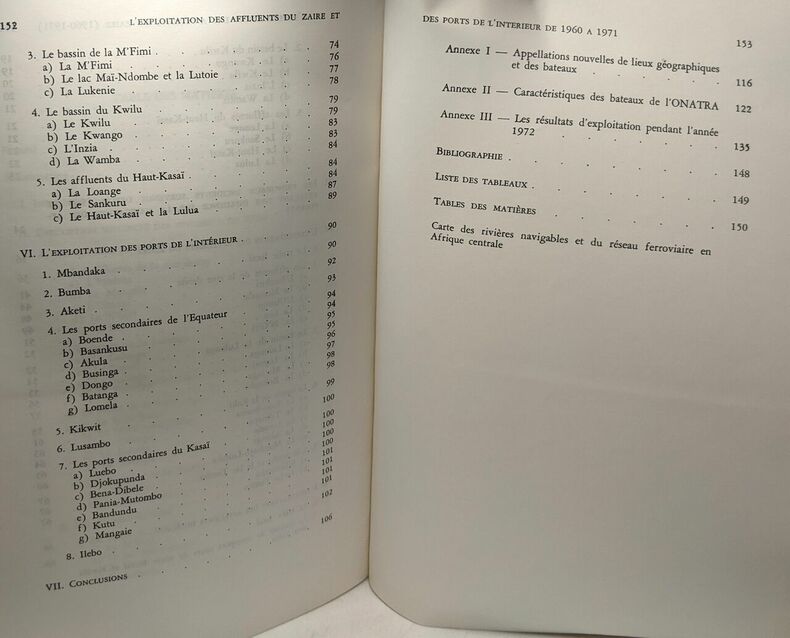 152 L'EXPLOITATION DES AFFLUENTS DU ZAIRE ET
3. Le bassin de la M'Fimi . . . . . 74
a) La M'Fimi . . . . . 76
b) Le lac Maï-Ndombe et la Lutoie . . . 77
c) La Lukenie . . . . . 78
4. Le bassin du Kwilu . . . . . 79
a) Le Kwilu . . . . . 79
b) Le Kwango . . . . . 83
c) L'Inzia . . . . . 83
d) La Wamba . . . . . 84
5. Les affluents du Haut-Kasaï . . . . . 84
a) La Loange . . . . . 84
b) Le Sankuru . . . . . 87
c) Le Haut-Kasaï et la Lulua . . . . 89
VI. L'EXPLOITATION DES PORTS DE L'INTÉRIEUR . . . . 90
1. Mbandaka . . . . . 90
2. Bumba . . . . . 92
3. Aketi . . . . . 93
4. Les ports secondaires de l'Equateur . . . . 94
a) Boende . . . . . 94
b) Basankusu . . . . . 95
c) Akula . . . . . 95
d) Businga . . . . . 96
e) Dongo . . . . . 97
f) Batanga . . . . . 98
g) Lomela . . . . . 98
5. Kikwit . . . . . 99
6. Lusambo . . . . . 100
7. Les ports secondaires du Kasaï . . . . 100
a) Luebo . . . . . 100
b) Djokupunda . . . . . 100
c) Bena-Dibele . . . . . 100
d) Pania-Mutombo . . . . . 101
e) Bandundu . . . . . 101
f) Kutu . . . . . 101
g) Mangaie . . . . . 101
8. Ilebo . . . . . 102
VII. CONCLUSIONS . . . . . 106
DES PORTS DE L'INTERIEUR DE 1960 A 1971 153
Annexe I — Appellations nouvelles de lieux géographiques
et des bateaux . . . . . 116
Annexe II — Caractéristiques des bateaux de l'ONATRA 122
Annexe III — Les résultats d'exploitation pendant l'année
1972 . . . . . 135
BIBLIOGRAPHIE . . . . . 148
LISTE DES TABLEAUX . . . . . 149
TABLES DES MATIÈRES . . . . . 150
Carte des rivières navigables et du réseau ferroviaire en
Afrique centrale